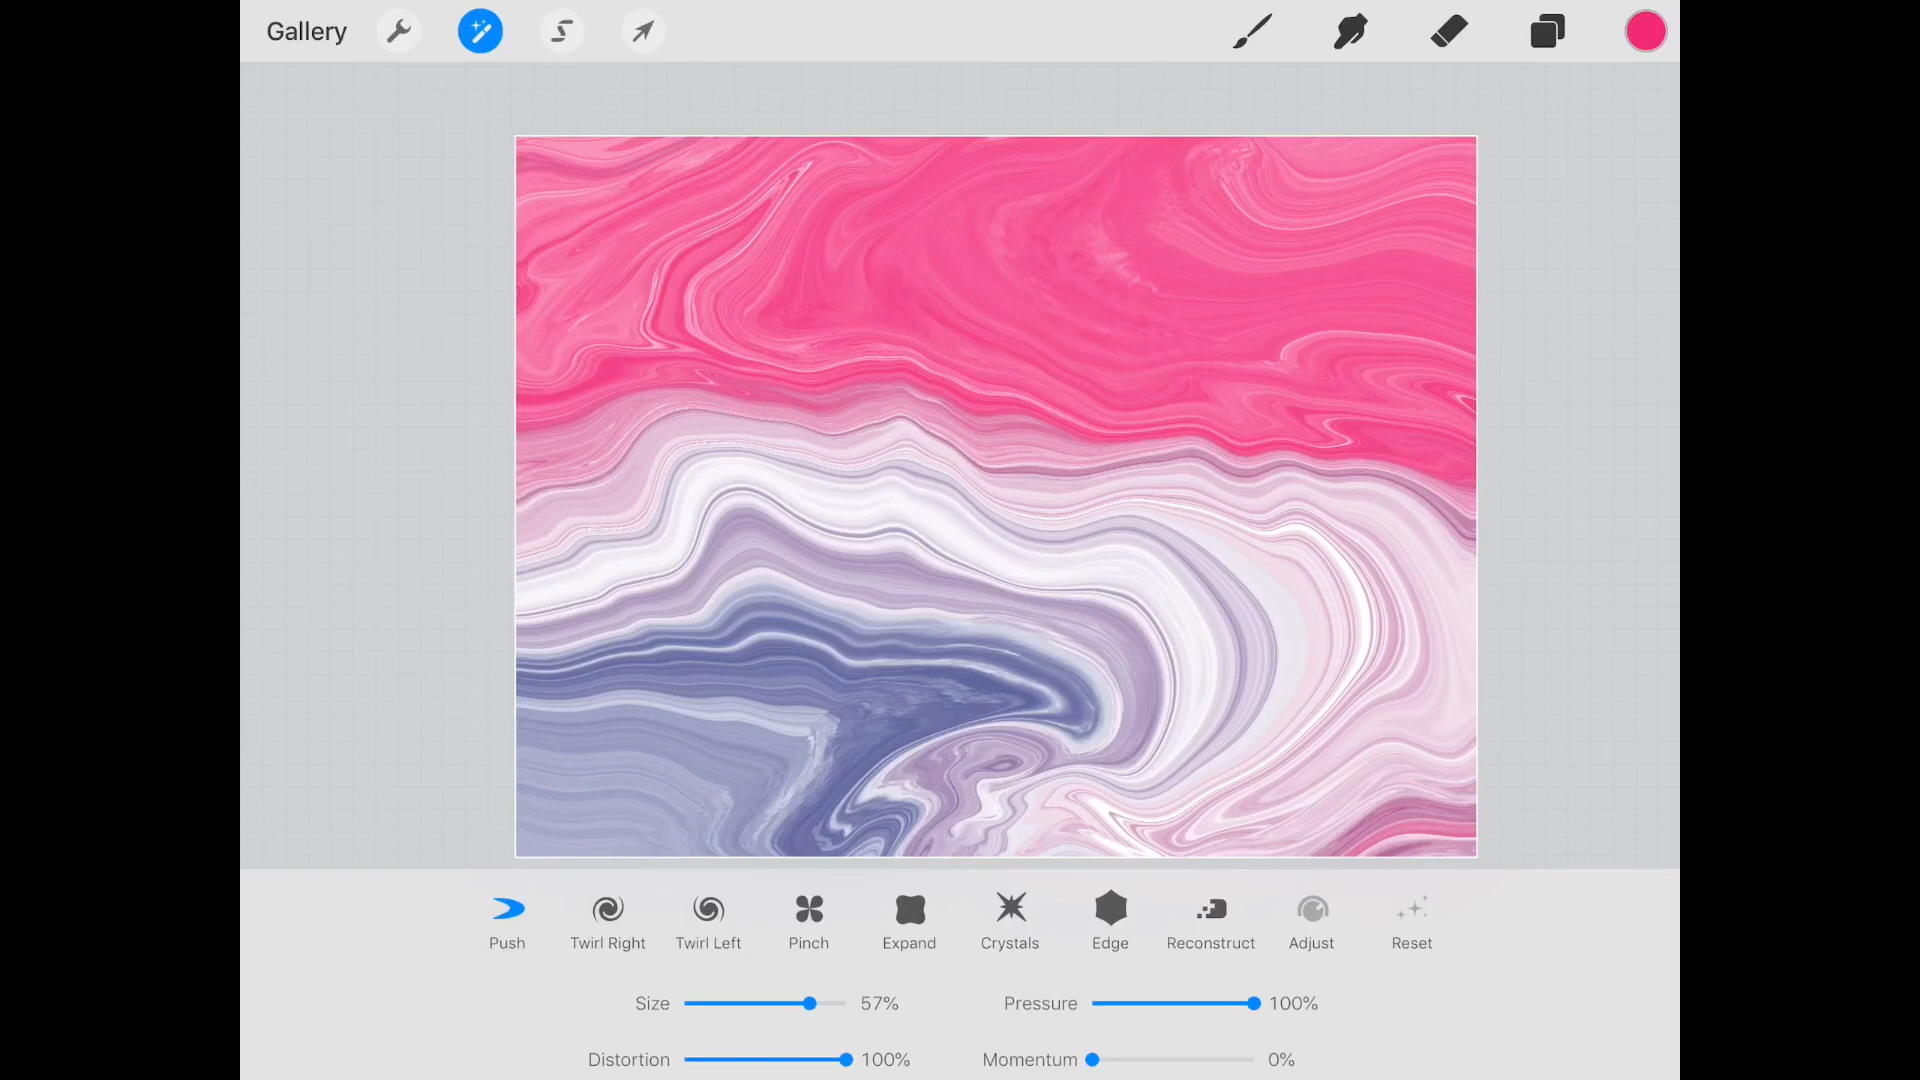 Gallery
Push Twirl Right Twirl Left Pinch Expand Crystals Edge Reconstruct Adjust Reset
Size 57% Pressure 100%
Distortion 100% Momentum 0%